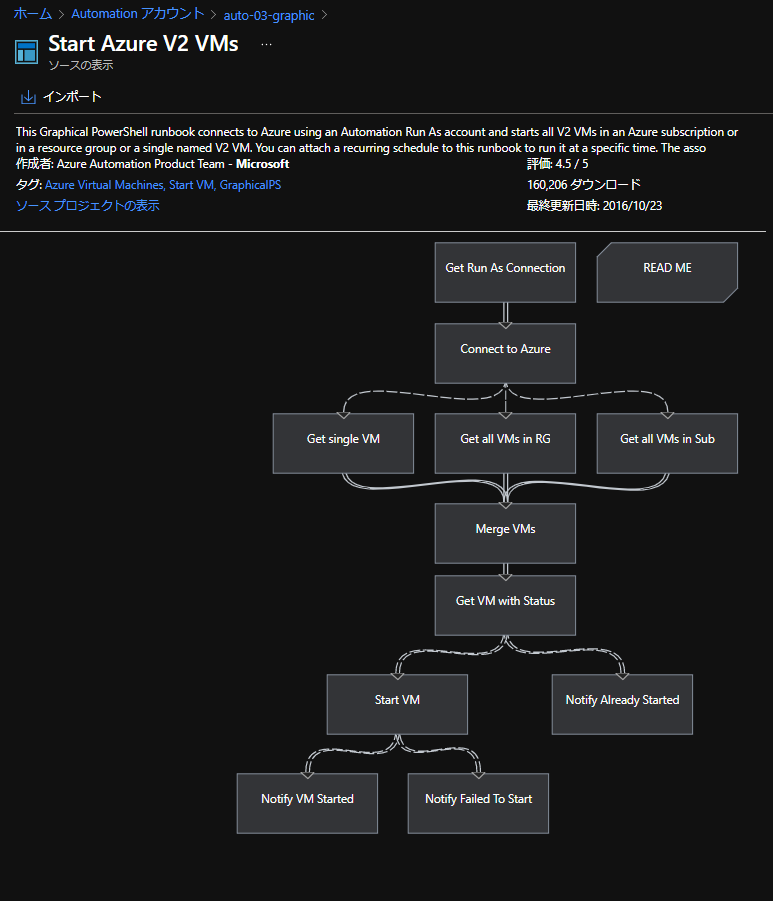 ホーム > Automation アカウント > auto-03-graphic >
Start Azure V2 VMs ...
ソースの表示
インポート
This Graphical PowerShell runbook connects to Azure using an Automation Run As account and starts all V2 VMs in an Azure subscription or
in a resource group or a single named V2 VM. You can attach a recurring schedule to this runbook to run it at a specific time. The asso
作成者: Azure Automation Product Team - Microsoft
評価: 4.5 / 5
タグ: Azure Virtual Machines, Start VM, GraphicalPS
160,206 ダウンロード
ソース プロジェクトの表示
最終更新日時: 2016/10/23
Get Run As Connection
READ ME
Connect to Azure
Get single VM
Get all VMs in RG
Get all VMs in Sub
Merge VMs
Get VM with Status
Start VM
Notify Already Started
Notify VM Started
Notify Failed To Start